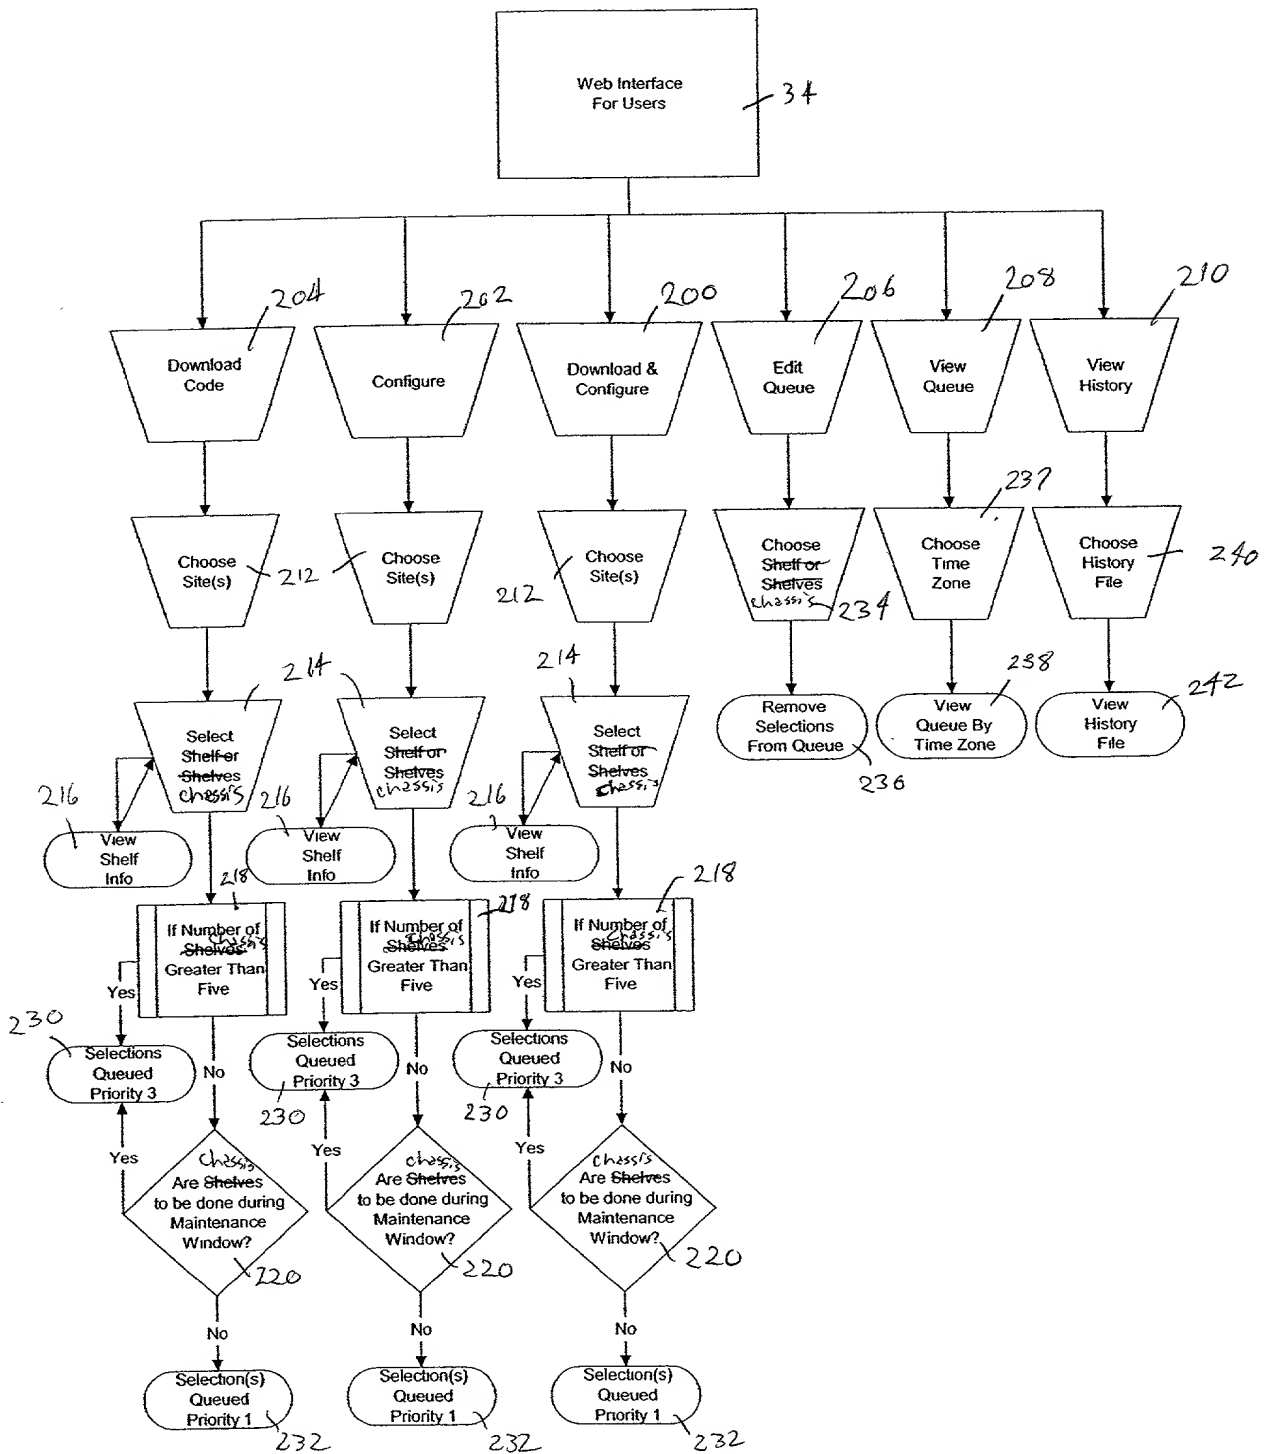 Web Interface
For Users
34
204
202
200
206
208
210
Download
Code
Configure
Download &
Configure
Edit
Queue
View
Queue
View
History
237
Choose
Site(s)
212
Choose
Site(s)
212
Choose
Site(s)
Choose
Shelf or
Shelves
chassis
234
Choose
Time
Zone
Choose
History
File
240
214
214
238
242
Select
Shelf or
Shelves
chassis
Select
Shelf or
Shelves
chassis
Select
Shelf or
Shelves
chassis
Remove
Selections
From Queue
236
View
Queue By
Time Zone
View
History
File
216
View
Shelf
Info
216
View
Shelf
Info
216
View
Shelf
Info
218
If Number of
chassis
Shelves
Greater Than
Five
218
If Number of
chassis
Shelves
Greater Than
Five
218
If Number of
chassis
Shelves
Greater Than
Five
Yes
Yes
Yes
230
Selections
Queued
Priority 3
No
Selections
Queued
Priority 3
230
No
Selections
Queued
Priority 3
230
No
Yes
chassis
Are Shelves
to be done during
Maintenance
Window?
220
Yes
chassis
Are Shelves
to be done during
Maintenance
Window?
220
Yes
chassis
Are Shelves
to be done during
Maintenance
Window?
220
No
No
No
Selection(s)
Queued
Priority 1
232
Selection(s)
Queued
Priority 1
232
Selection(s)
Queued
Priority 1
232